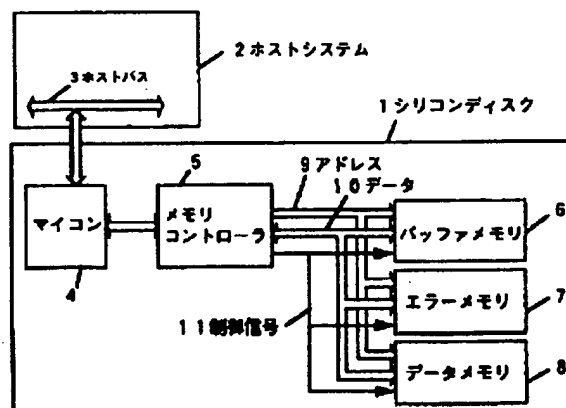 2ホストシステム
3ホストバス
1シリコンディスク
5
9アドレス
10データ
マイコン
メモリ
コントローラ
バッファメモリ
6
4
エラーメモリ
7
11制御信号
データメモリ
8